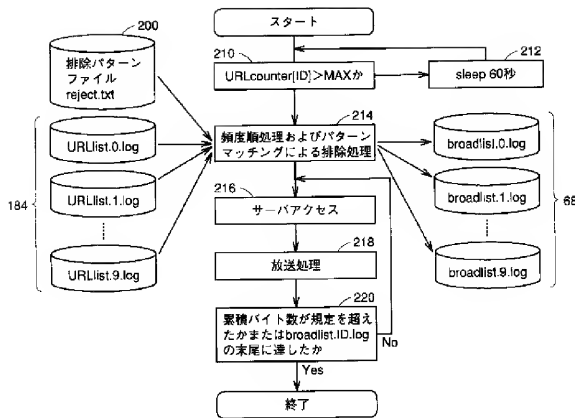 200
排除パターン
ファイル
reject.txt
スタート
210
URLcounter[ID]>MAXか
212
sleep 60秒
214
頻度順処理およびパターン
マッチングによる排除処理
184
URLlist.0.log
URLlist.1.log
URLlist.9.log
broadlist.0.log
broadlist.1.log
broadlist.9.log
68
216
サーバアクセス
218
放送処理
220
累積バイト数が規定を超え
たかまたはbroadlist.ID.log
の末尾に達したか
No
Yes
終了